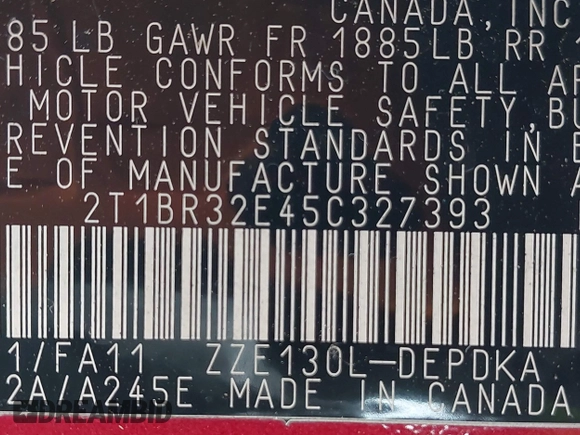 CANADA, INC
85 LB GAWR FR 1885LB RR
HICLE CONFORMS TO ALL A
MOTOR VEHICLE SAFETY, B
REVENTION STANDARDS IN
E OF MANUFACTURE SHOWN A
2T1BR32E45C327393
1/FA11 ZZE130L-DEPDKA
2A/A245E MADE IN CANADA
DREAMBID